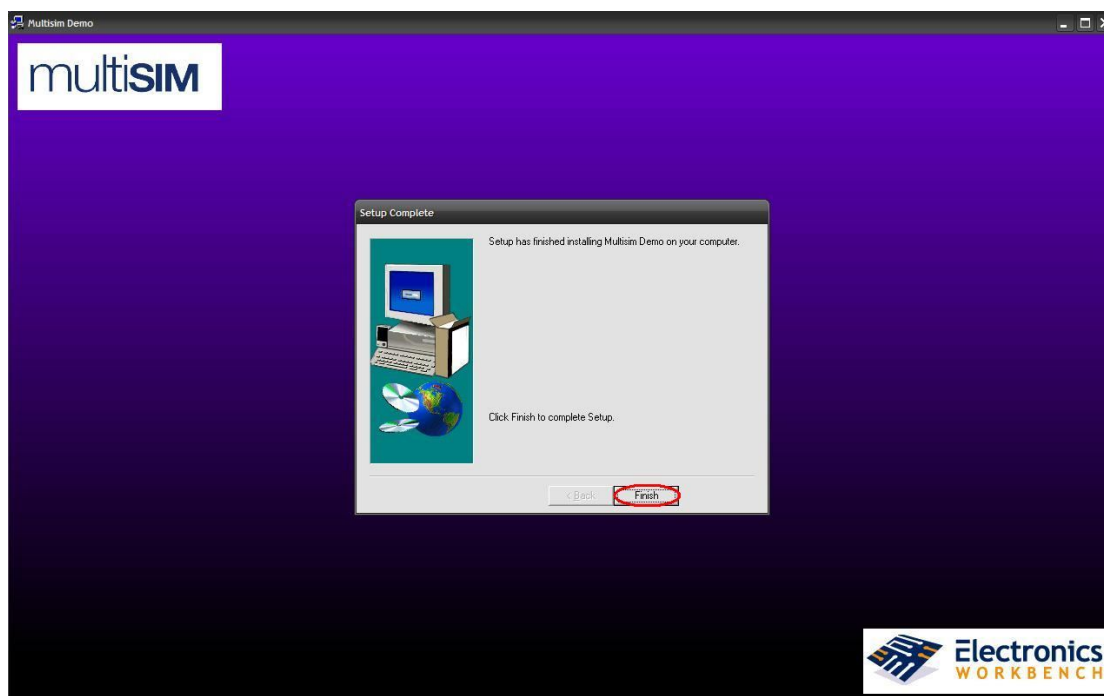 Multisim Demo
multiSIM
Setup Complete
Setup has finished installing Multisim Demo on your computer.
Click Finish to complete Setup.
< Back
Finish
Electronics
WORKBENCH